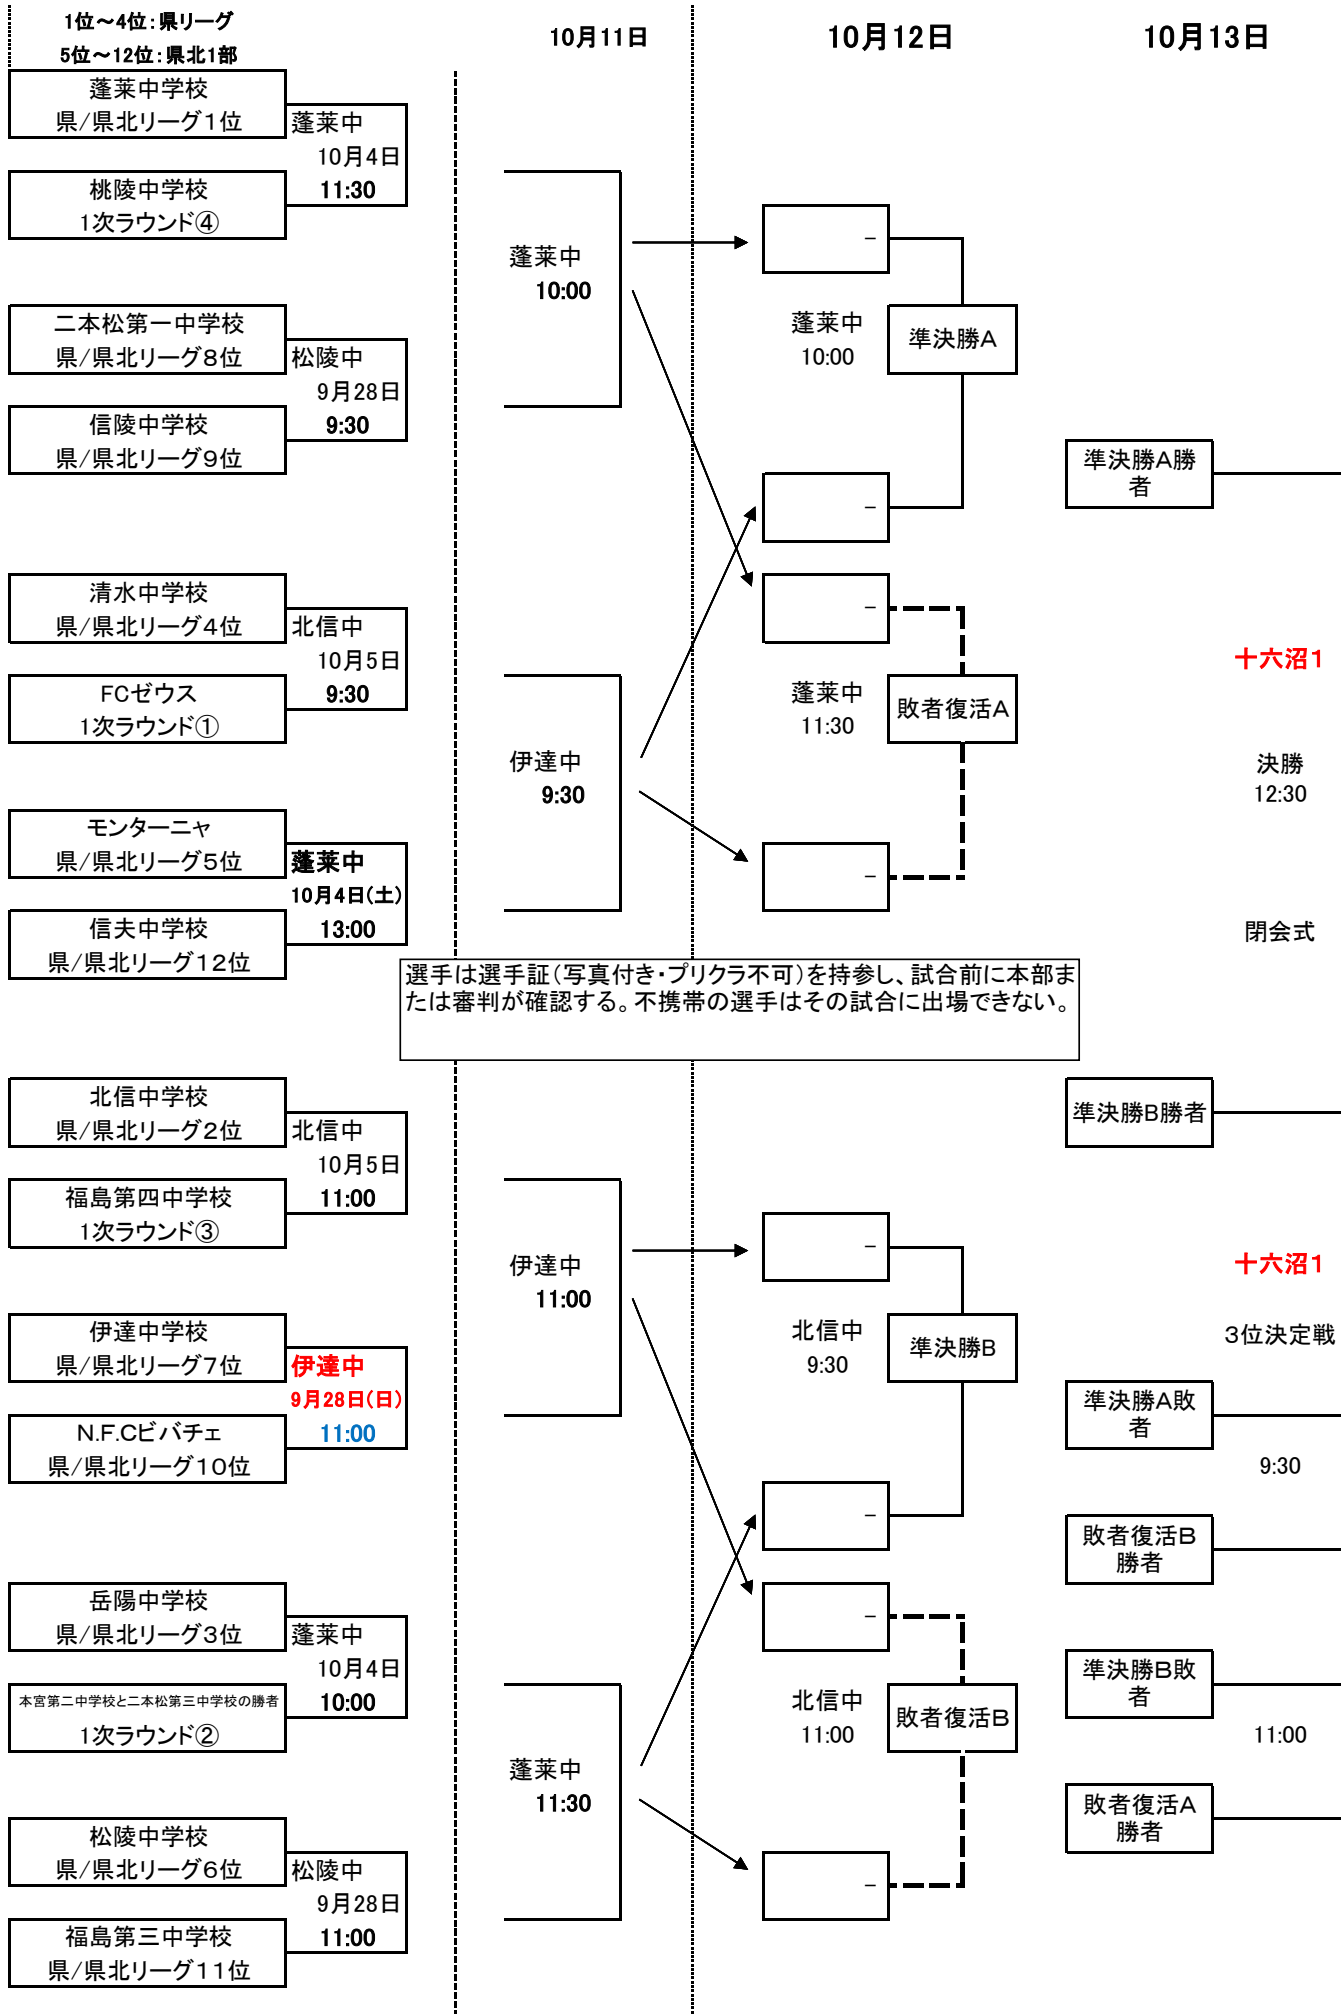 1位～4位：県リーグ
5位～12位：県北1部
10月11日
10月12日
10月13日
蓬莱中学校
県/県北リーグ1位
蓬莱中
10月4日
11:30
桃陵中学校
1次ラウンド④
二本松第一中学校
県/県北リーグ8位
松陵中
9月28日
9:30
信陵中学校
県/県北リーグ9位
清水中学校
県/県北リーグ4位
北信中
10月5日
9:30
FCゼウス
1次ラウンド①
モンターニャ
県/県北リーグ5位
蓬莱中
10月4日(土)
13:00
信夫中学校
県/県北リーグ12位
北信中学校
県/県北リーグ2位
北信中
10月5日
11:00
福島第四中学校
1次ラウンド③
伊達中学校
県/県北リーグ7位
伊達中
9月28日(日)
11:00
N.F.Cビバチェ
県/県北リーグ10位
岳陽中学校
県/県北リーグ3位
蓬莱中
10月4日
10:00
本宮第二中学校と二本松第三中学校の勝者
1次ラウンド②
松陵中学校
県/県北リーグ6位
松陵中
9月28日
11:00
福島第三中学校
県/県北リーグ11位
蓬莱中
10:00
伊達中
9:30
選手は選手証（写真付き・プリクラ不可）を持参し、試合前に本部ま
たは審判が確認する。不携帯の選手はその試合に出場できない。
伊達中
11:00
蓬莱中
11:30
－
蓬莱中
10:00
準決勝A
－
－
蓬莱中
11:30
敗者復活A
－
－
北信中
9:30
準決勝B
－
－
北信中
11:00
敗者復活B
－
準決勝A勝
者
十六沼1
決勝
12:30
閉会式
準決勝B勝者
十六沼1
3位決定戦
準決勝A敗
者
9:30
敗者復活B
勝者
準決勝B敗
者
11:00
敗者復活A
勝者